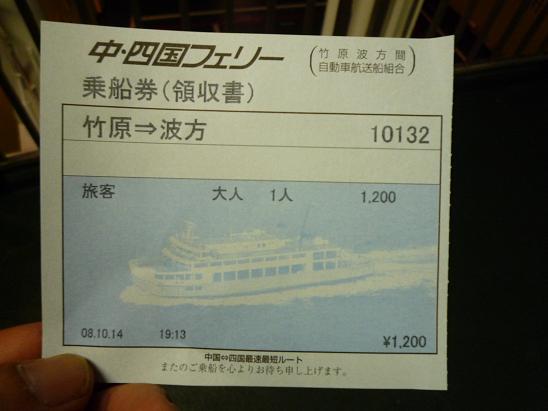 中・四国フェリー
(竹原波方間
自動車航送船組合)
乗船券(領収書)
竹原⇒波方 10132
旅客 大人 1人 1,200
08.10.14 19:13 ¥1,200
中国⇔四国最速最短ルート
またのご乗船を心よりお待ち申し上げます。